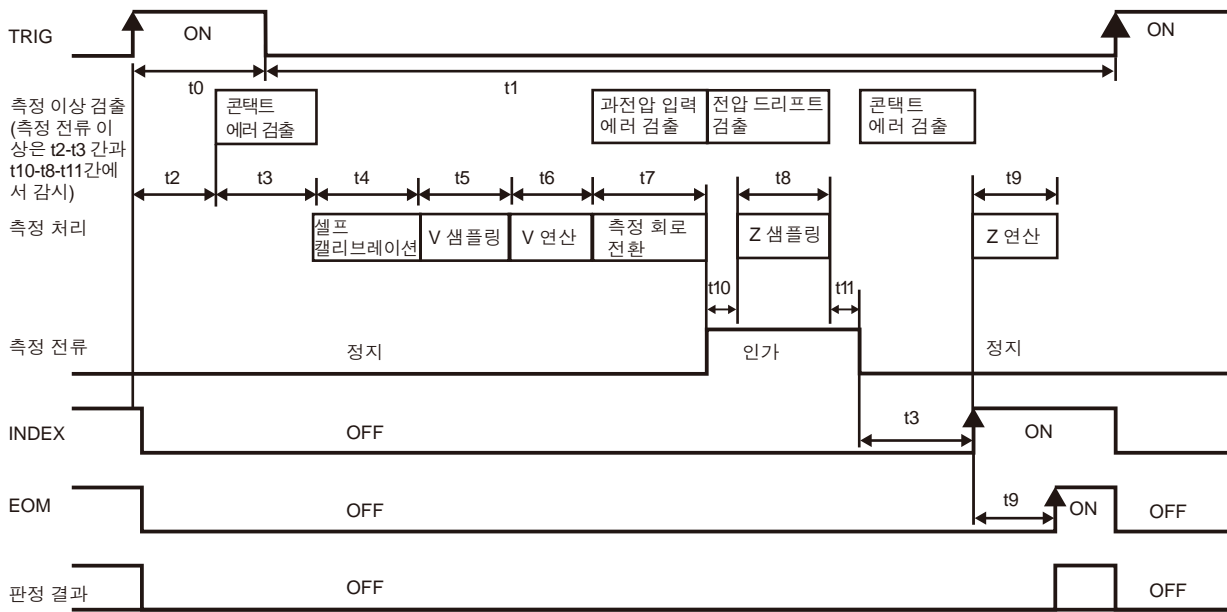 TRIG
ON
ON
t0
t1
측정 이상 검출
(측정 전류 이
상은 t2-t3 간과
t10-t8-t11간에
서 감시)
콘택트
에러 검출
과전압 입력
에러 검출
전압 드리프트
검출
콘택트
에러 검출
t2
t3
t4
t5
t6
t7
t8
t9
측정 처리
셀프
캘리브레이션
V 샘플링
V 연산
측정 회로
전환
Z 샘플링
Z 연산
t10
t11
측정 전류
정지
인가
정지
INDEX
OFF
t3
ON
EOM
OFF
t9
ON
OFF
판정 결과
OFF
OFF